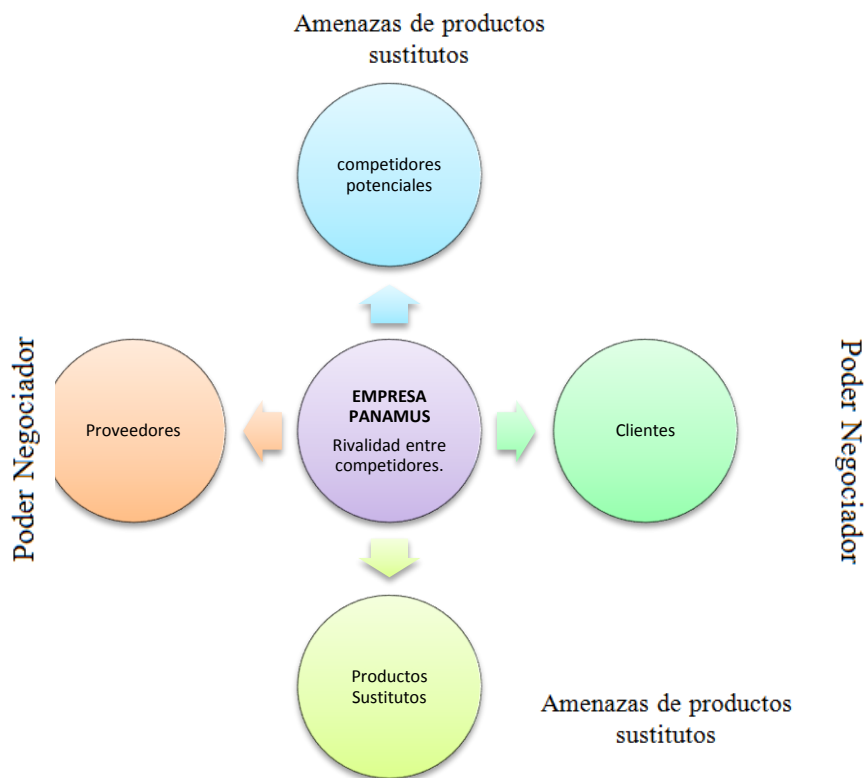 Amenazas de productos
sustitutos
competidores
potenciales
Poder Negociador
Proveedores
EMPRESA
PANAMUS
Rivalidad entre
competidores.
Clientes
Poder Negociador
Productos
Sustitutos
Amenazas de productos
sustitutos